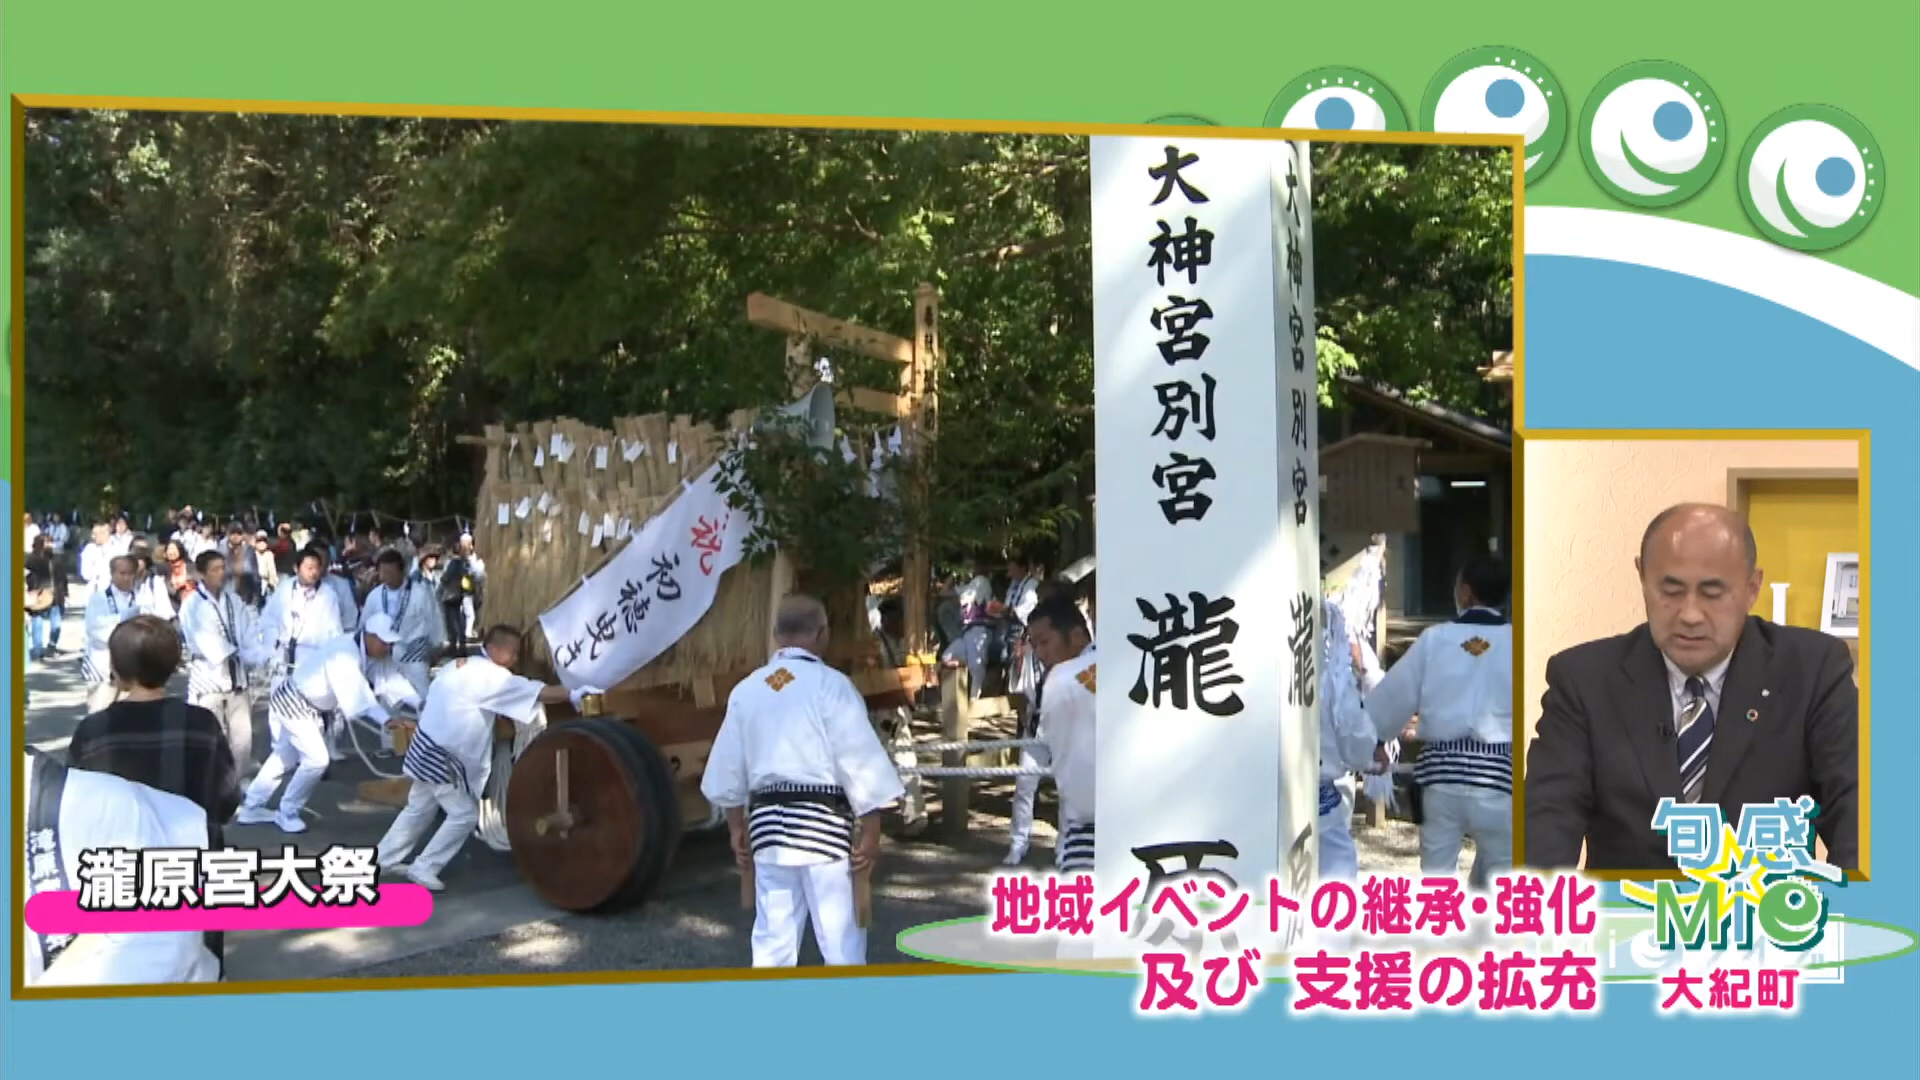 大神宮別宮 瀧原
大神宮別宮 瀧原
祝
初穂曳き
瀧原宮大祭
地域イベントの継承・強化
及び 支援の拡充
旬感
Mie
大紀町